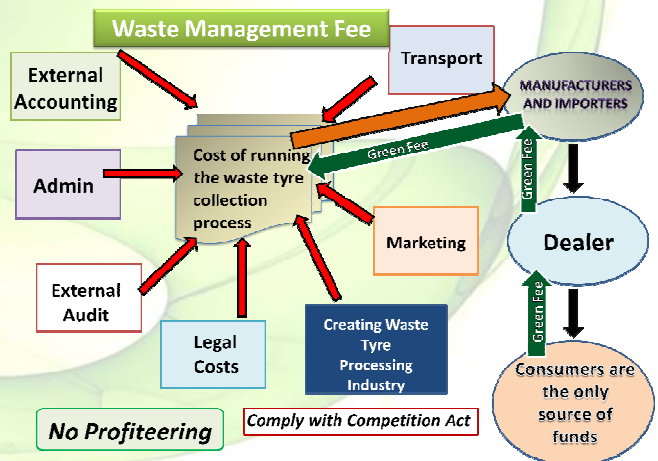 Waste Management Fee
External
Accounting
Transport
MANUFACTURERS
AND IMPORTERS
Cost of running
the waste tyre
collection
process
Green Fee
Green Fee
Admin
Marketing
Dealer
External
Audit
Legal
Costs
Creating Waste
Tyre
Processing
Industry
Green Fee
Consumers are
the only
source of
funds
No Profiteering
Comply with Competition Act